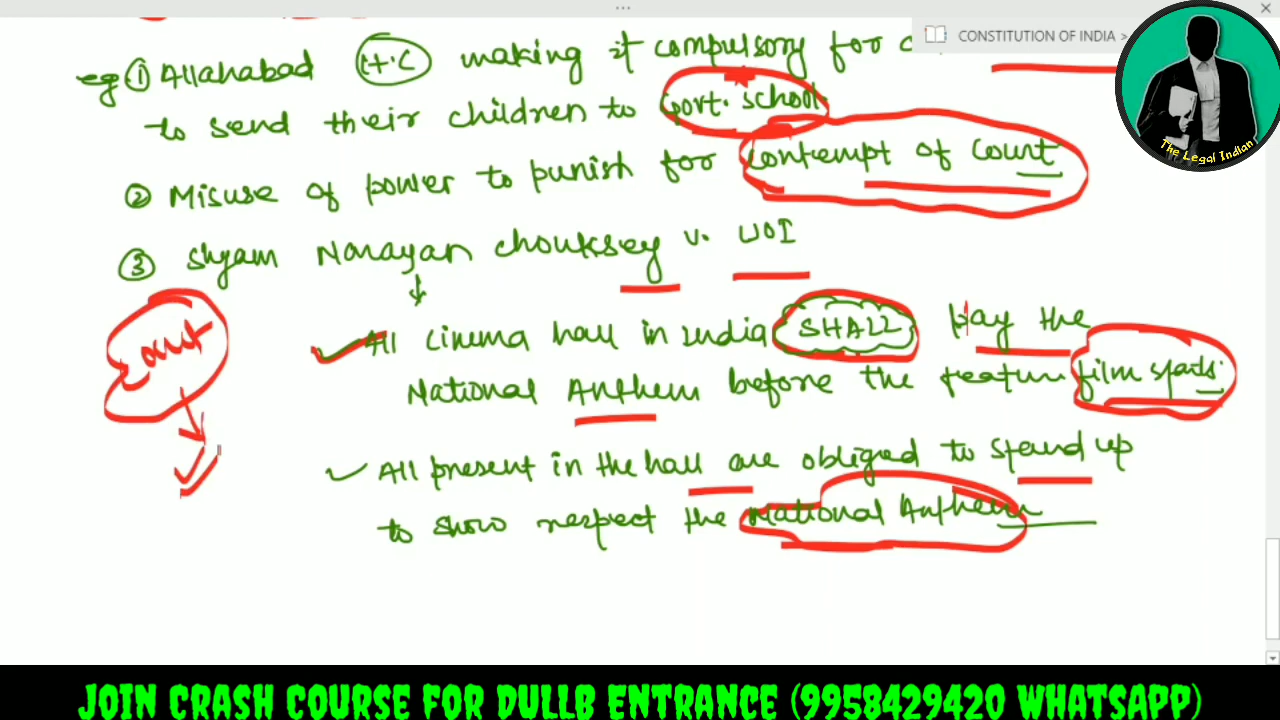 CONSTITUTION OF INDIA >
eg ① Allahabad H.C making it compulsory for
to send their children to Govt. school
② Misuse of power to punish for contempt of court
③ Shyam Narayan chouksey v. UOI
All cinema hall in India SHALL play the
National Anthem before the feature film starts.
All present in the hall are obliged to stand up
to show respect the National Anthem
Court
The Legal Indian
JOIN CRASH COURSE FOR DULLB ENTRANCE (9958429420 WHATSAPP)